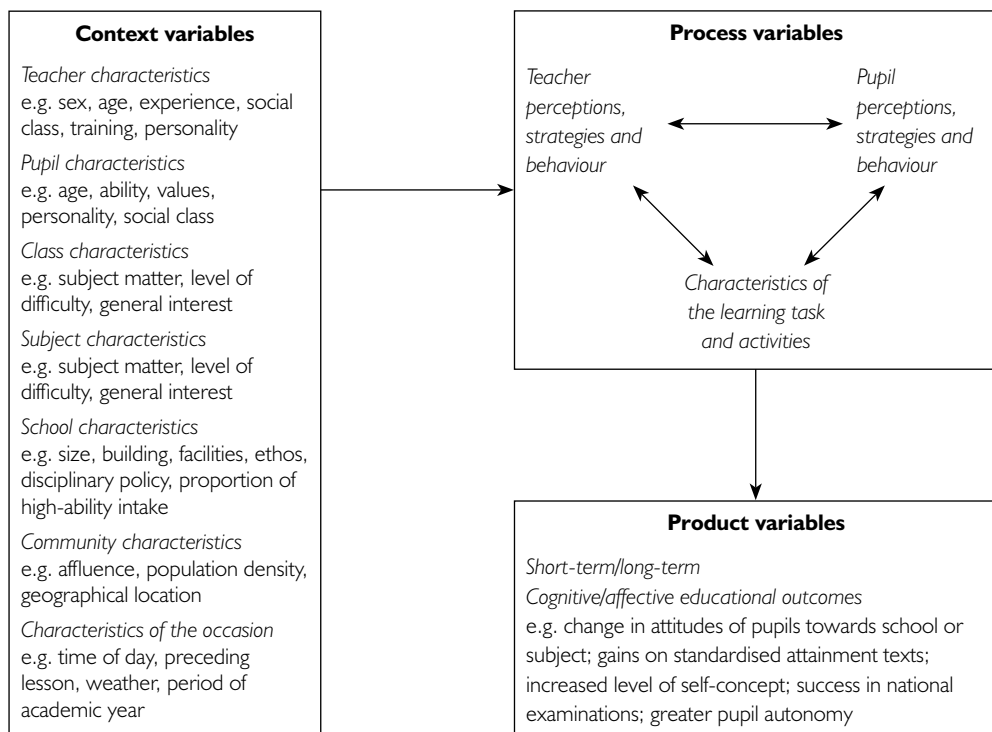 Context variables
Teacher characteristics
e.g. sex, age, experience, social
class, training, personality
Pupil characteristics
e.g. age, ability, values,
personality, social class
Class characteristics
e.g. subject matter, level of
difficulty, general interest
Subject characteristics
e.g. subject matter, level of
difficulty, general interest
School characteristics
e.g. size, building, facilities, ethos,
disciplinary policy, proportion of
high-ability intake
Community characteristics
e.g. affluence, population density,
geographical location
Characteristics of the occasion
e.g. time of day, preceding
lesson, weather, period of
academic year
Process variables
Teacher
perceptions,
strategies and
behaviour
Pupil
perceptions,
strategies and
behaviour
Characteristics of
the learning task
and activities
Product variables
Short-term/long-term
Cognitive/affective educational outcomes
e.g. change in attitudes of pupils towards school or
subject; gains on standardised attainment texts;
increased level of self-concept; success in national
examinations; greater pupil autonomy